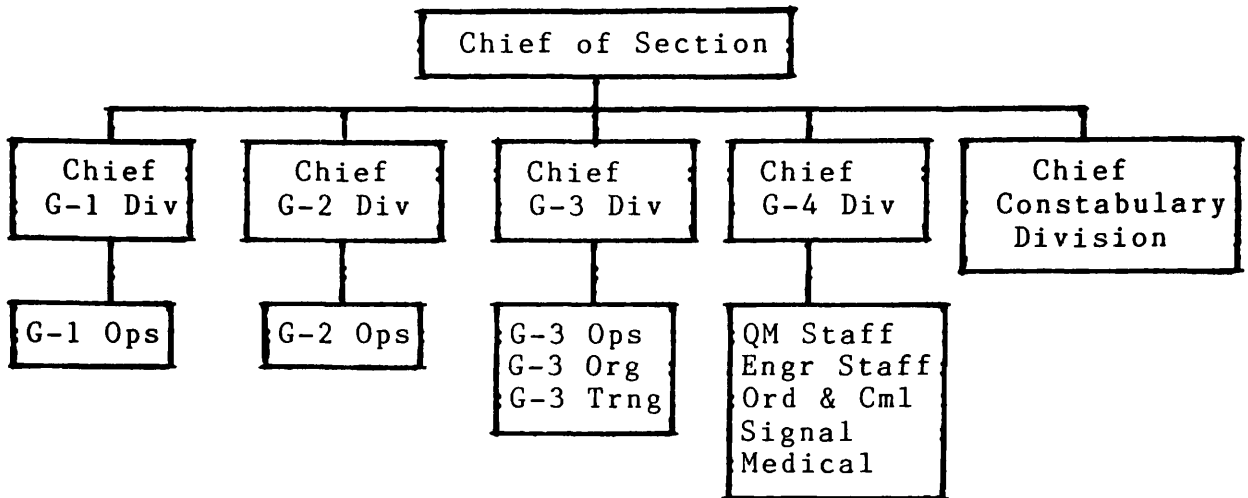 Chief of Section
Chief
G-1 Div
Chief
G-2 Div
Chief
G-3 Div
Chief
G-4 Div
Chief
Constabulary
Division
G-1 Ops
G-2 Ops
G-3 Ops
G-3 Org
G-3 Trng
QM Staff
Engr Staff
Ord & Cml
Signal
Medical